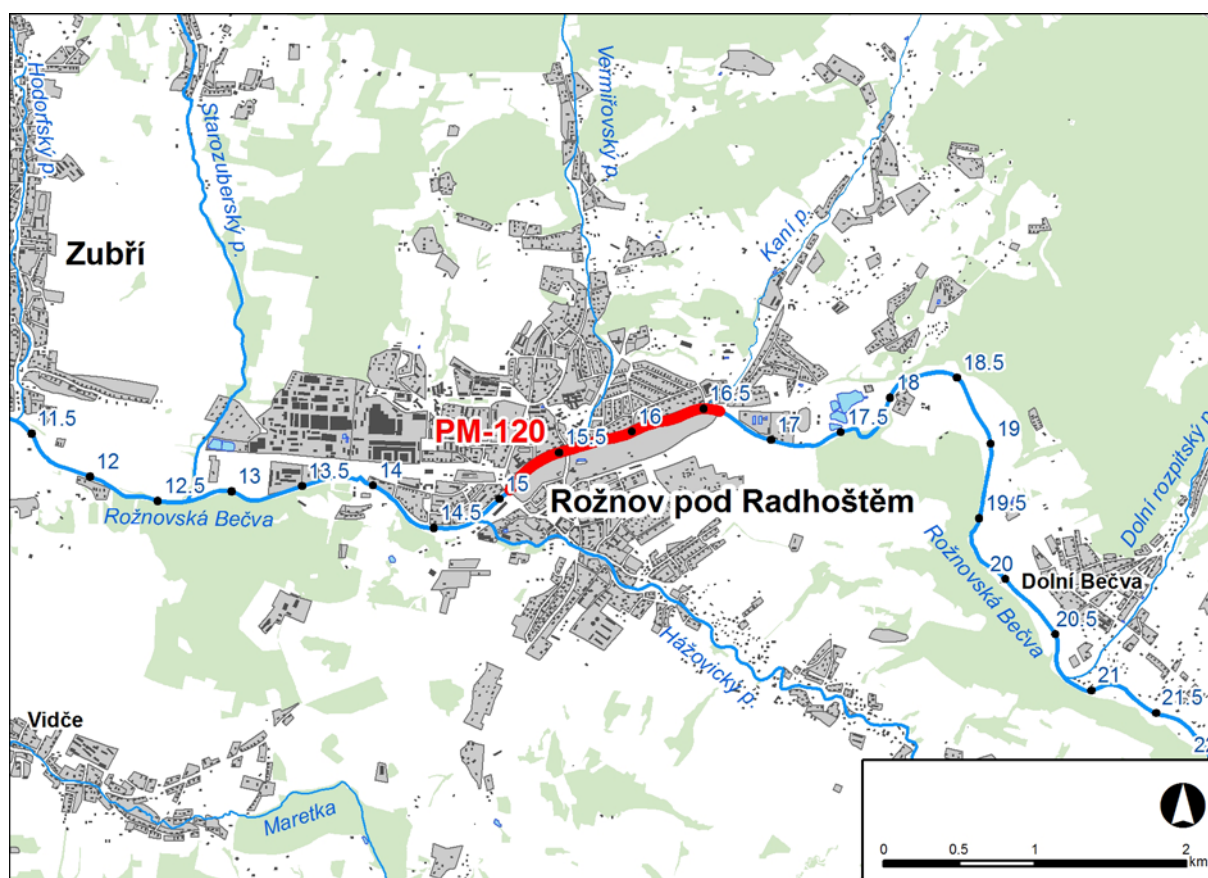 Hodorfský p.
Starozuberský p.
Vermířovský p.
Kaní p.
Zubří
18.5
18
16.5
11.5
PM-120
15.5
16
17
17.5
19
Dolní rozpitský p.
12
12.5
13
13.5
14
15
Rožnov pod Radhoštěm
19.5
Rožnovská Bečva
14.5
Rožnovská Bečva
20
Dolní Bečva
20.5
Hážovický p.
21
21.5
22
Vidče
Maretka
0 0.5 1 2
km